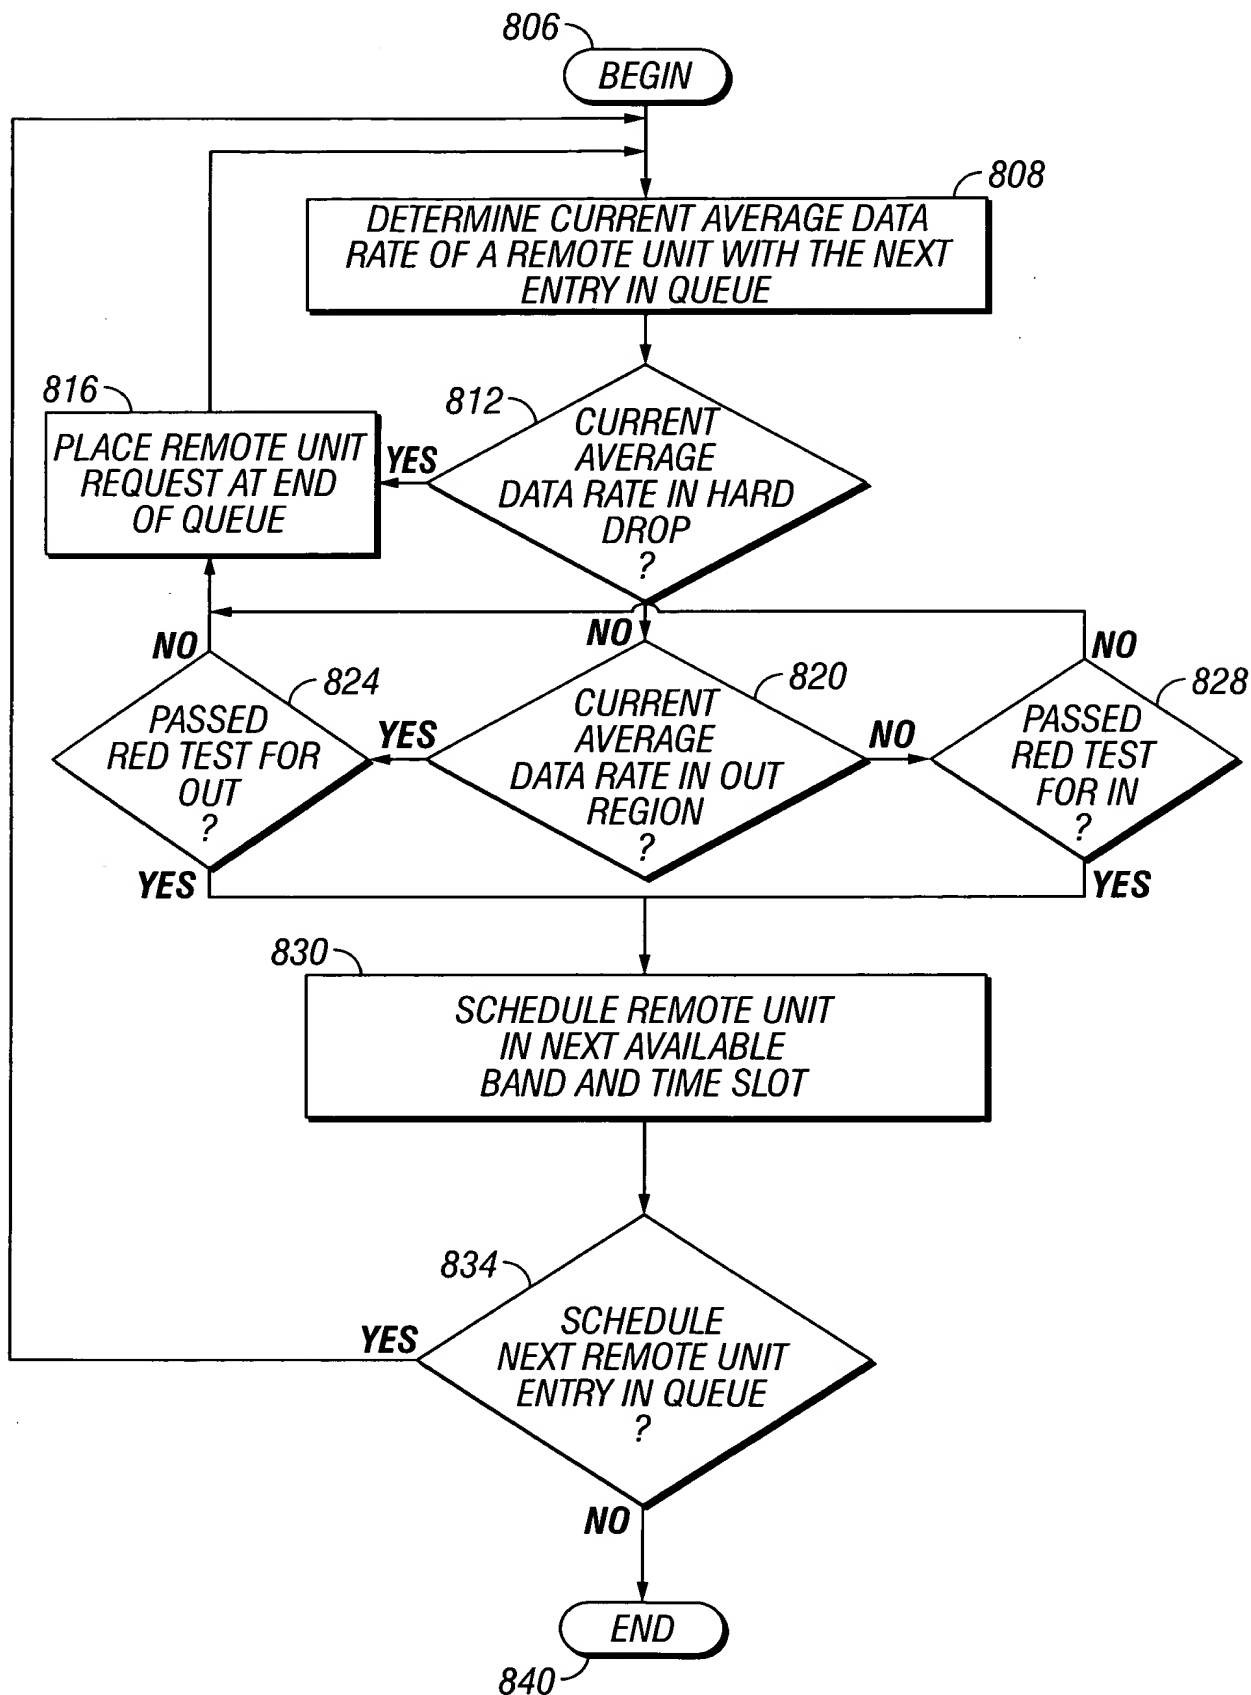 806
BEGIN
808
DETERMINE CURRENT AVERAGE DATA
RATE OF A REMOTE UNIT WITH THE NEXT
ENTRY IN QUEUE
816
PLACE REMOTE UNIT
REQUEST AT END
OF QUEUE
YES
812
CURRENT
AVERAGE
DATA RATE IN HARD
DROP
?
NO
NO
824
PASSED
RED TEST FOR
OUT
?
YES
YES
820
CURRENT
AVERAGE
DATA RATE IN OUT
REGION
?
NO
NO
828
PASSED
RED TEST
FOR IN
?
YES
830
SCHEDULE REMOTE UNIT
IN NEXT AVAILABLE
BAND AND TIME SLOT
834
YES
SCHEDULE
NEXT REMOTE UNIT
ENTRY IN QUEUE
?
NO
END
840